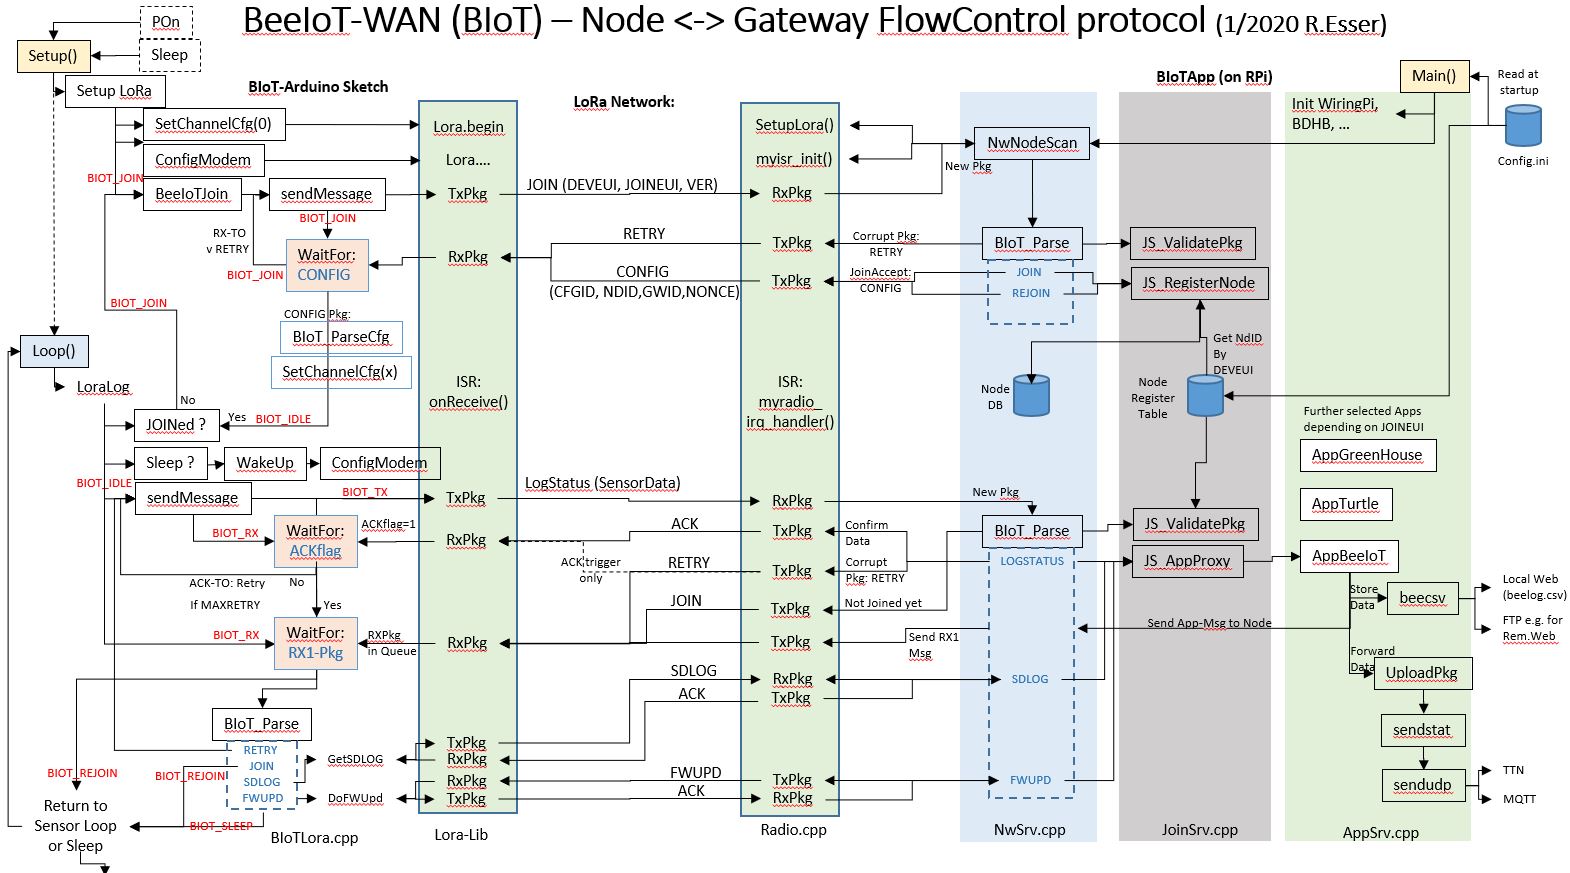 BeeIoT-WAN (BIoT) – Node <-> Gateway FlowControl protocol (1/2020 R.Esser)
POn
Setup()
Sleep
Setup LoRa
BIoT-Arduino Sketch
LoRa Network:
BIoTApp (on RPi)
Main()
Read at
startup
Config.ini
Init WiringPi,
BDHB, ...
SetChannelCfg(0)
Lora.begin
SetupLora()
NwNodeScan
ConfigModem
Lora....
myisr_init()
New Pkg
BIOT_JOIN
BeeIoTJoin
sendMessage
TxPkg
JOIN (DEVEUI, JOINEUI, VER)
RxPkg
BIOT_JOIN
RX-TO
v RETRY
BIOT_JOIN
WaitFor:
CONFIG
RxPkg
RETRY
TxPkg
Corrupt Pkg:
RETRY
BIoT_Parse
JS_ValidatePkg
CONFIG
(CFGID, NDID,GWID,NONCE)
TxPkg
JoinAccept:
CONFIG
JOIN
REJOIN
JS_RegisterNode
BIOT_JOIN
CONFIG Pkg:
BIoT_ParseCfg
SetChannelCfg(x)
Loop()
LoraLog
ISR:
onReceive()
ISR:
myradio_
irq_handler()
Node
DB
Get NdID
By
DEVEUI
Node
Register
Table
No
JOINed ?
Yes
BIOT_IDLE
Further selected Apps
depending on JOINEUI
AppGreenHouse
AppTurtle
Sleep ?
WakeUp
ConfigModem
BIOT_IDLE
sendMessage
BIOT_TX
TxPkg
LogStatus (SensorData)
RxPkg
New Pkg
BIOT_RX
WaitFor:
ACKflag
ACKflag=1
RxPkg
ACK
TxPkg
Confirm
Data
BIoT_Parse
JS_ValidatePkg
ACK trigger
only
RETRY
TxPkg
Corrupt
Pkg: RETRY
LOGSTATUS
JS_AppProxy
AppBeeIoT
ACK-TO: Retry
No
If MAXRETRY
Yes
JOIN
TxPkg
Not Joined yet
Store
Data
beecsv
Local Web
(beelog.csv)
FTP e.g. for
Rem.Web
BIOT_RX
WaitFor:
RX1-Pkg
RXPkg
in Queue
RxPkg
TxPkg
Send RX1
Msg
Send App-Msg to Node
Forward
Data
UploadPkg
SDLOG
RxPkg
SDLOG
ACK
TxPkg
BIoT_Parse
sendstat
RETRY
JOIN
SDLOG
FWUPD
GetSDLOG
DoFWUpd
TxPkg
RxPkg
RxPkg
TxPkg
FWUPD
ACK
TxPkg
RxPkg
FWUPD
sendudp
TTN
MQTT
BIOT_REJOIN
BIOT_REJOIN
Return to
Sensor Loop
or Sleep
BIOT_SLEEP
BIoTLora.cpp
Lora-Lib
Radio.cpp
NwSrv.cpp
JoinSrv.cpp
AppSrv.cpp